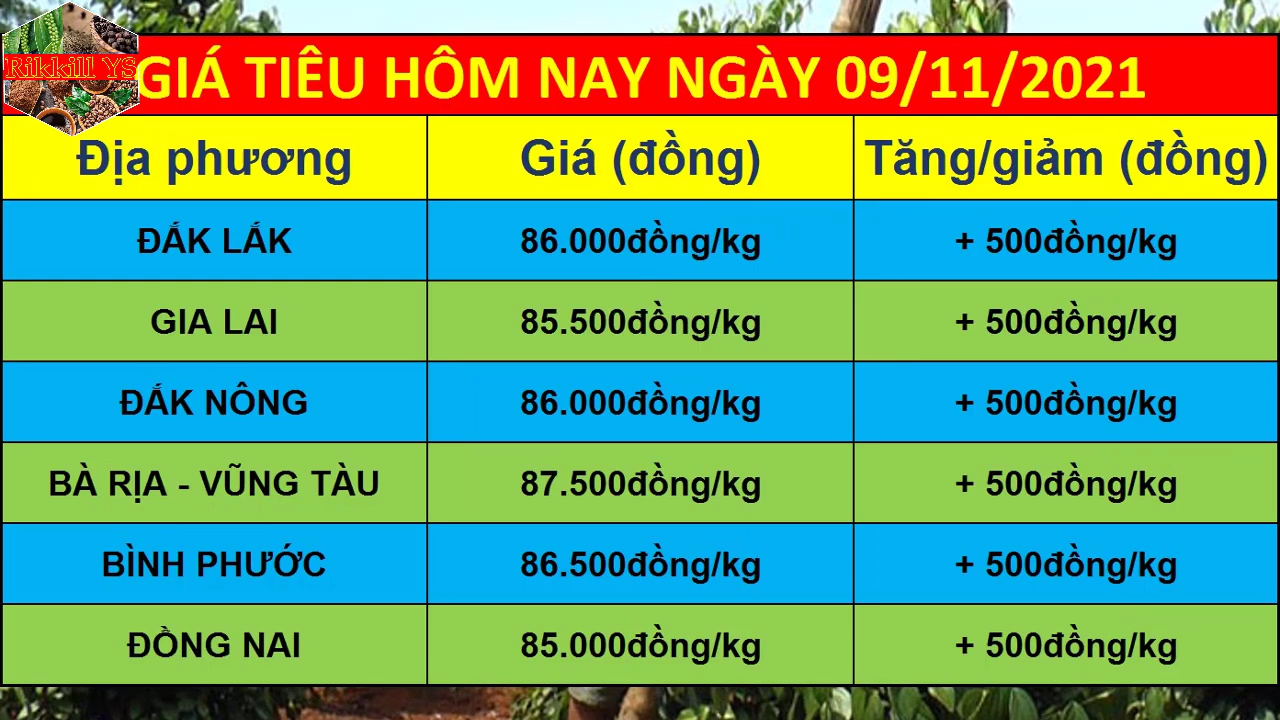 Rikkill YS
GIÁ TIÊU HÔM NAY NGÀY 09/11/2021
Địa phương Giá (đồng) Tăng/giảm (đồng)
ĐẮK LẮK 86.000đồng/kg + 500đồng/kg
GIA LAI 85.500đồng/kg + 500đồng/kg
ĐẮK NÔNG 86.000đồng/kg + 500đồng/kg
BÀ RỊA - VŨNG TÀU 87.500đồng/kg + 500đồng/kg
BÌNH PHƯỚC 86.500đồng/kg + 500đồng/kg
ĐỒNG NAI 85.000đồng/kg + 500đồng/kg